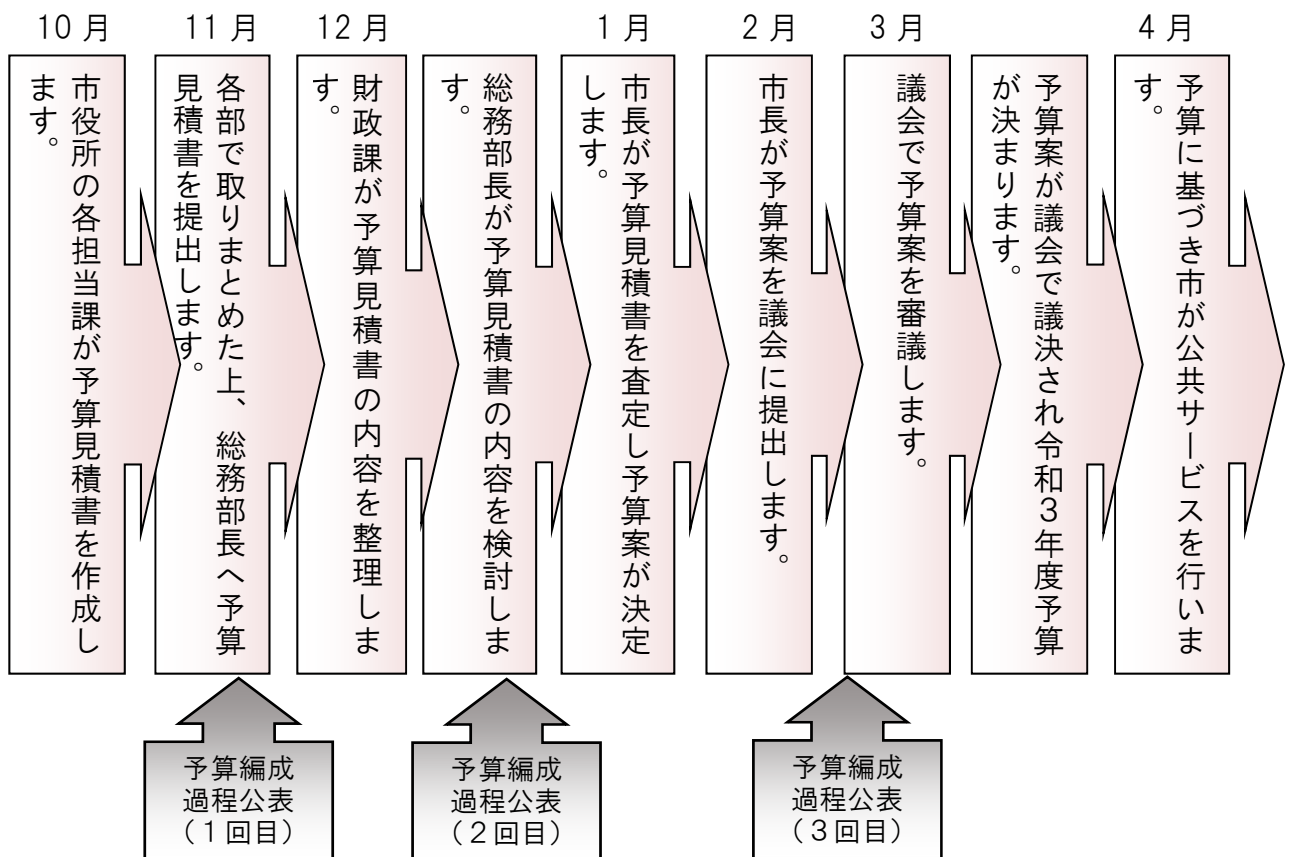 10月
11月
12月
1月
2月
3月
4月
市役所の各担当課が予算見積書を作成し
ます。
各部で取りまとめた上、総務部長へ予算
見積書を提出します。
財政課が予算見積書の内容を整理しま
す。
総務部長が予算見積書の内容を検討しま
す。
市長が予算見積書を査定し予算案が決定
します。
市長が予算案を議会に提出します。
議会で予算案を審議します。
予算案が議会で議決され令和３年度予算
が決まります。
予算に基づき市が公共サービスを行いま
す。
予算編成
過程公表
（１回目）
予算編成
過程公表
（２回目）
予算編成
過程公表
（３回目）